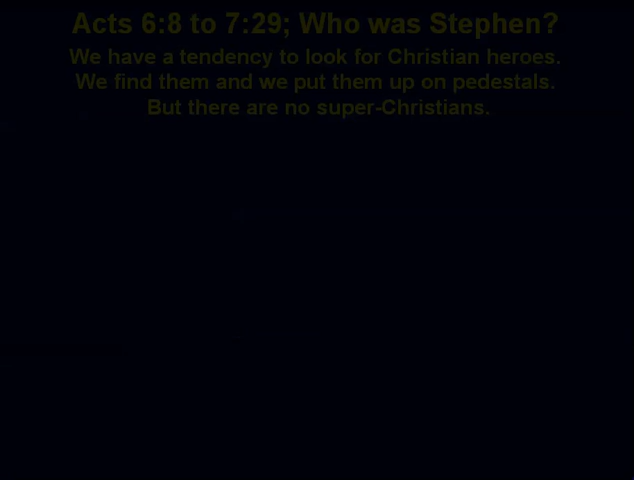 Acts 6:8 to 7:29; Who was Stephen?
We have a tendency to look for Christian heroes.
We find them and we put them up on pedestals.
But there are no super-Christians.